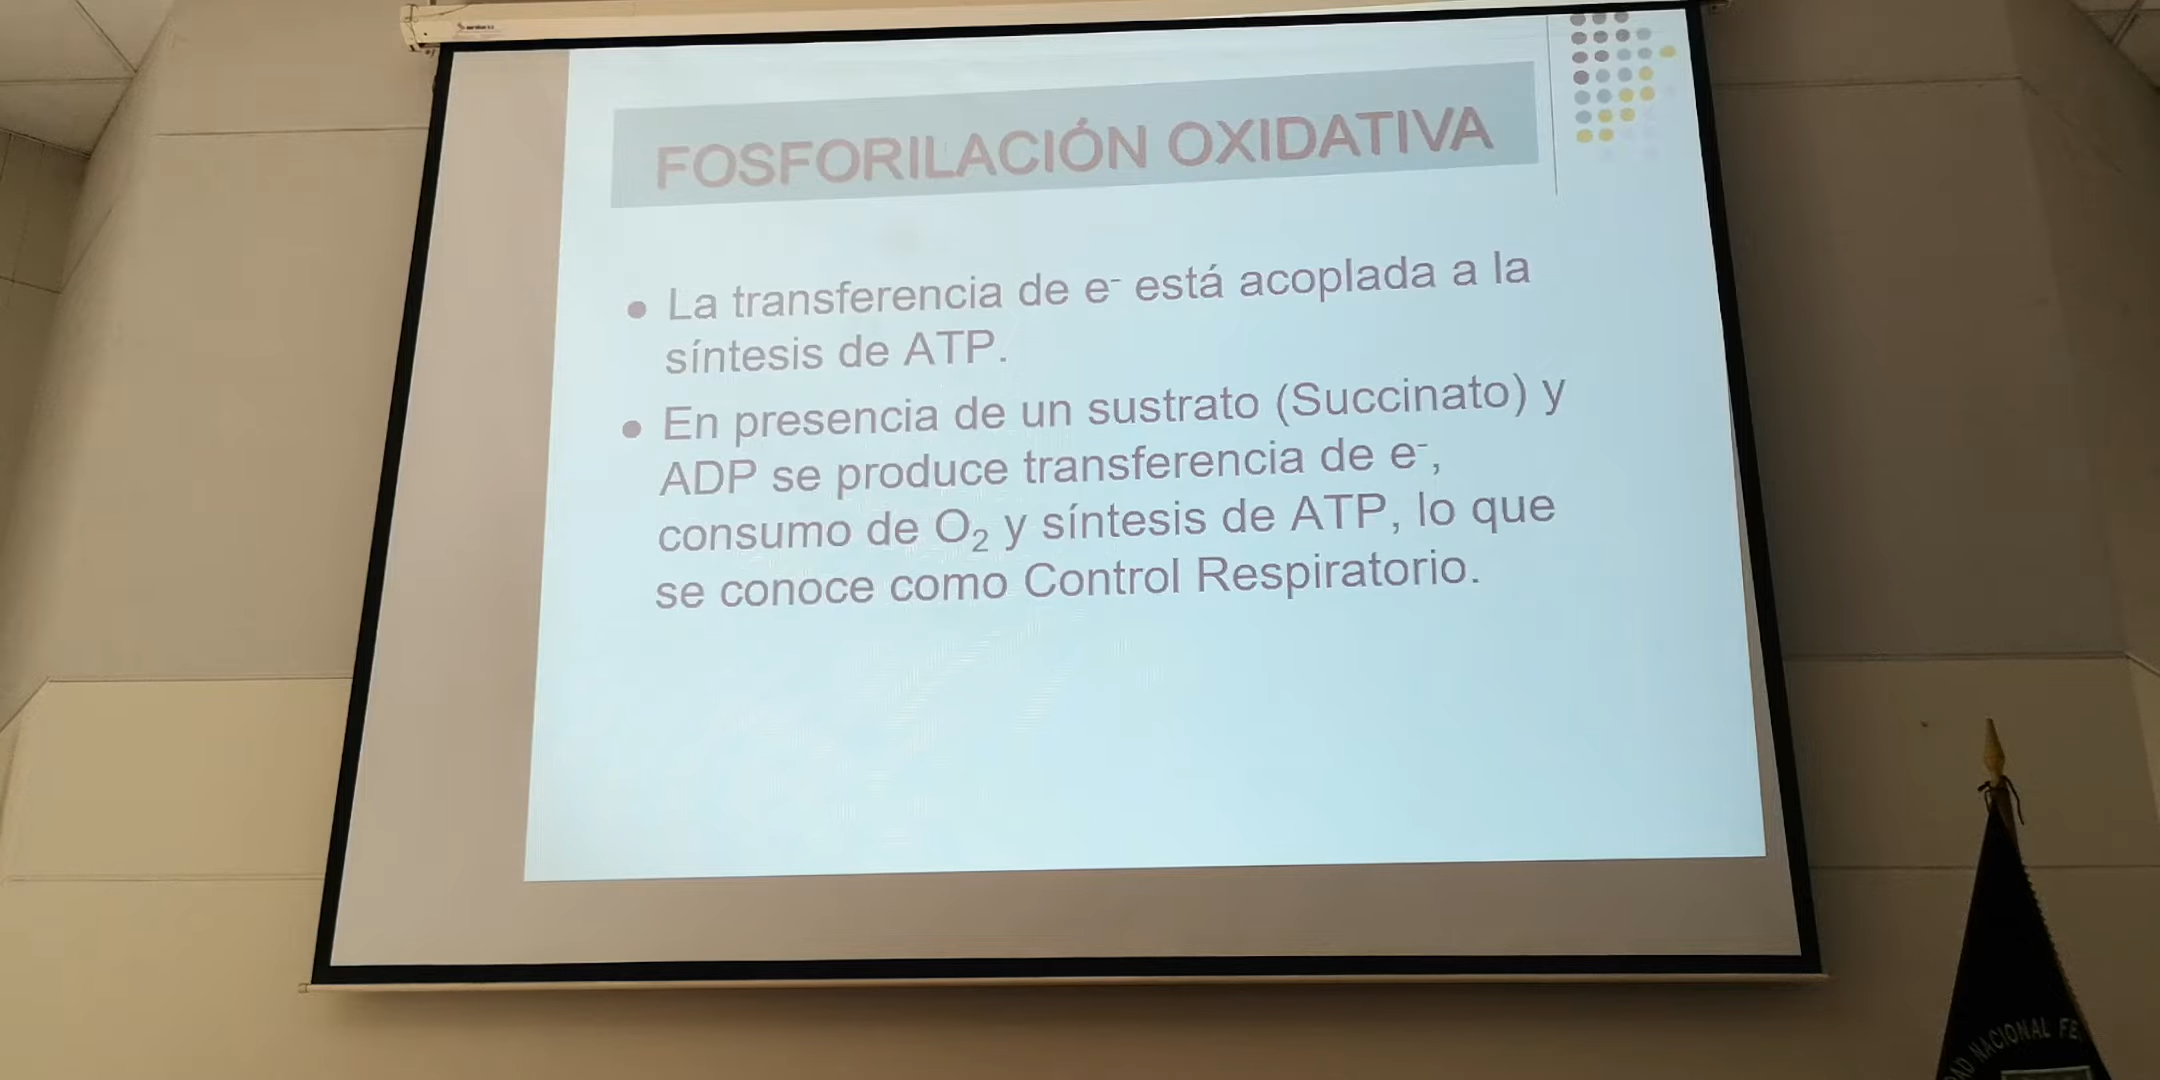 FOSFORILACIÓN OXIDATIVA
● La transferencia de e⁻ está acoplada a la
síntesis de ATP.
● En presencia de un sustrato (Succinato) y
ADP se produce transferencia de e⁻,
consumo de O₂ y síntesis de ATP, lo que
se conoce como Control Respiratorio.
NACIONAL